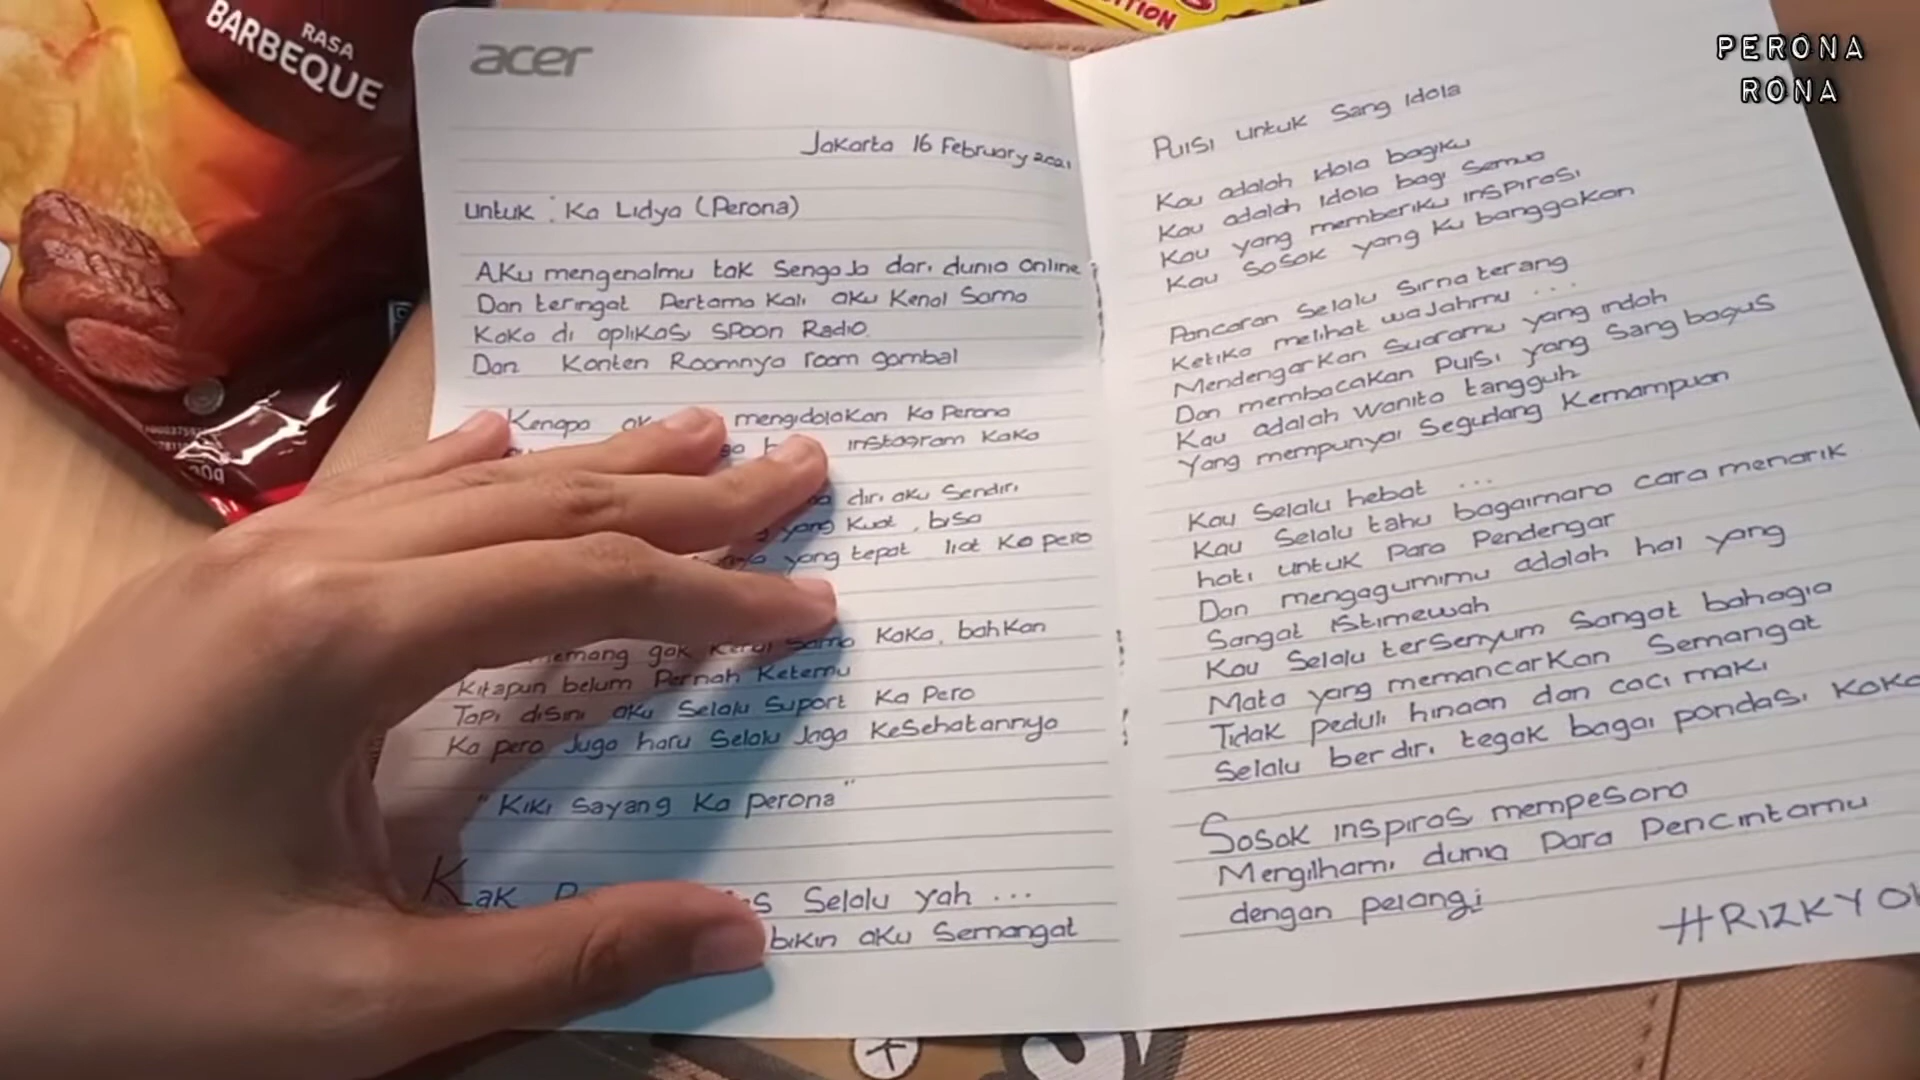 RASA
BARBEQUE
TION
PERONA
RONA
acer
Jakarta 16 February 2021
Untuk : Ka Lidya (Perona)
Aku mengenalmu tak sengaja dari dunia online
Dan teringat Pertama kali aku kenal sama
Kaka di aplikasi Spoon Radio
Dan Konten Roomnya room gombal
Kenapa mengidolakan Ka Perona
instagram kaka
diri aku sendiri
yang kuat, bisa
yang tepat liat Ka pero
memang gak sama kaka, bahkan
Kitapun belum Pernah Ketemu
Tapi disini aku Selalu Suport Ka Pero
Ka pero Juga haru Selalu Jaga Kesehatannya
"Kiki Sayang Ka Perona"
Kak Selalu yah ...
bikin aku Semangat
Puisi untuk Sang Idola
Kau adalah idola bagiku
Kau adalah Idola bagi Semua
Kau yang memberiku inspirasi
Kau Sosok yang ku banggakan
Pancaran Selalu Sirna terang
Ketika melihat wajahmu ...
Mendengarkan Suaramu yang indah
Dan membacakan Puisi yang Sang bagus
Kau adalah wanita tangguh
Yang mempunyai Segudang Kemampuan
Kau Selalu hebat ...
Kau Selalu tahu bagaimana cara menarik
hati untuk Para Pendengar
Dan mengagumimu adalah hal yang
Sangat istimewah
Kau Selalu tersenyum Sangat bahagia
Mata yang memancarkan Semangat
Tidak peduli hinaan dan caci maki
Selalu berdiri tegak bagai pondasi Koko
Sosok inspiras mempesona
Mengilhami dunia Para Pencintamu
dengan pelangi